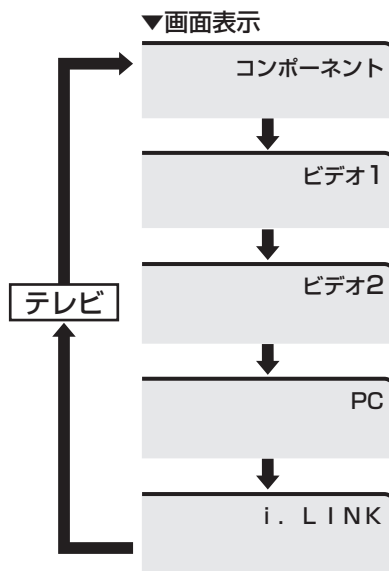 ▼画面表示
コンポーネント
ビデオ1
ビデオ2
テレビ
PC
i．LINK